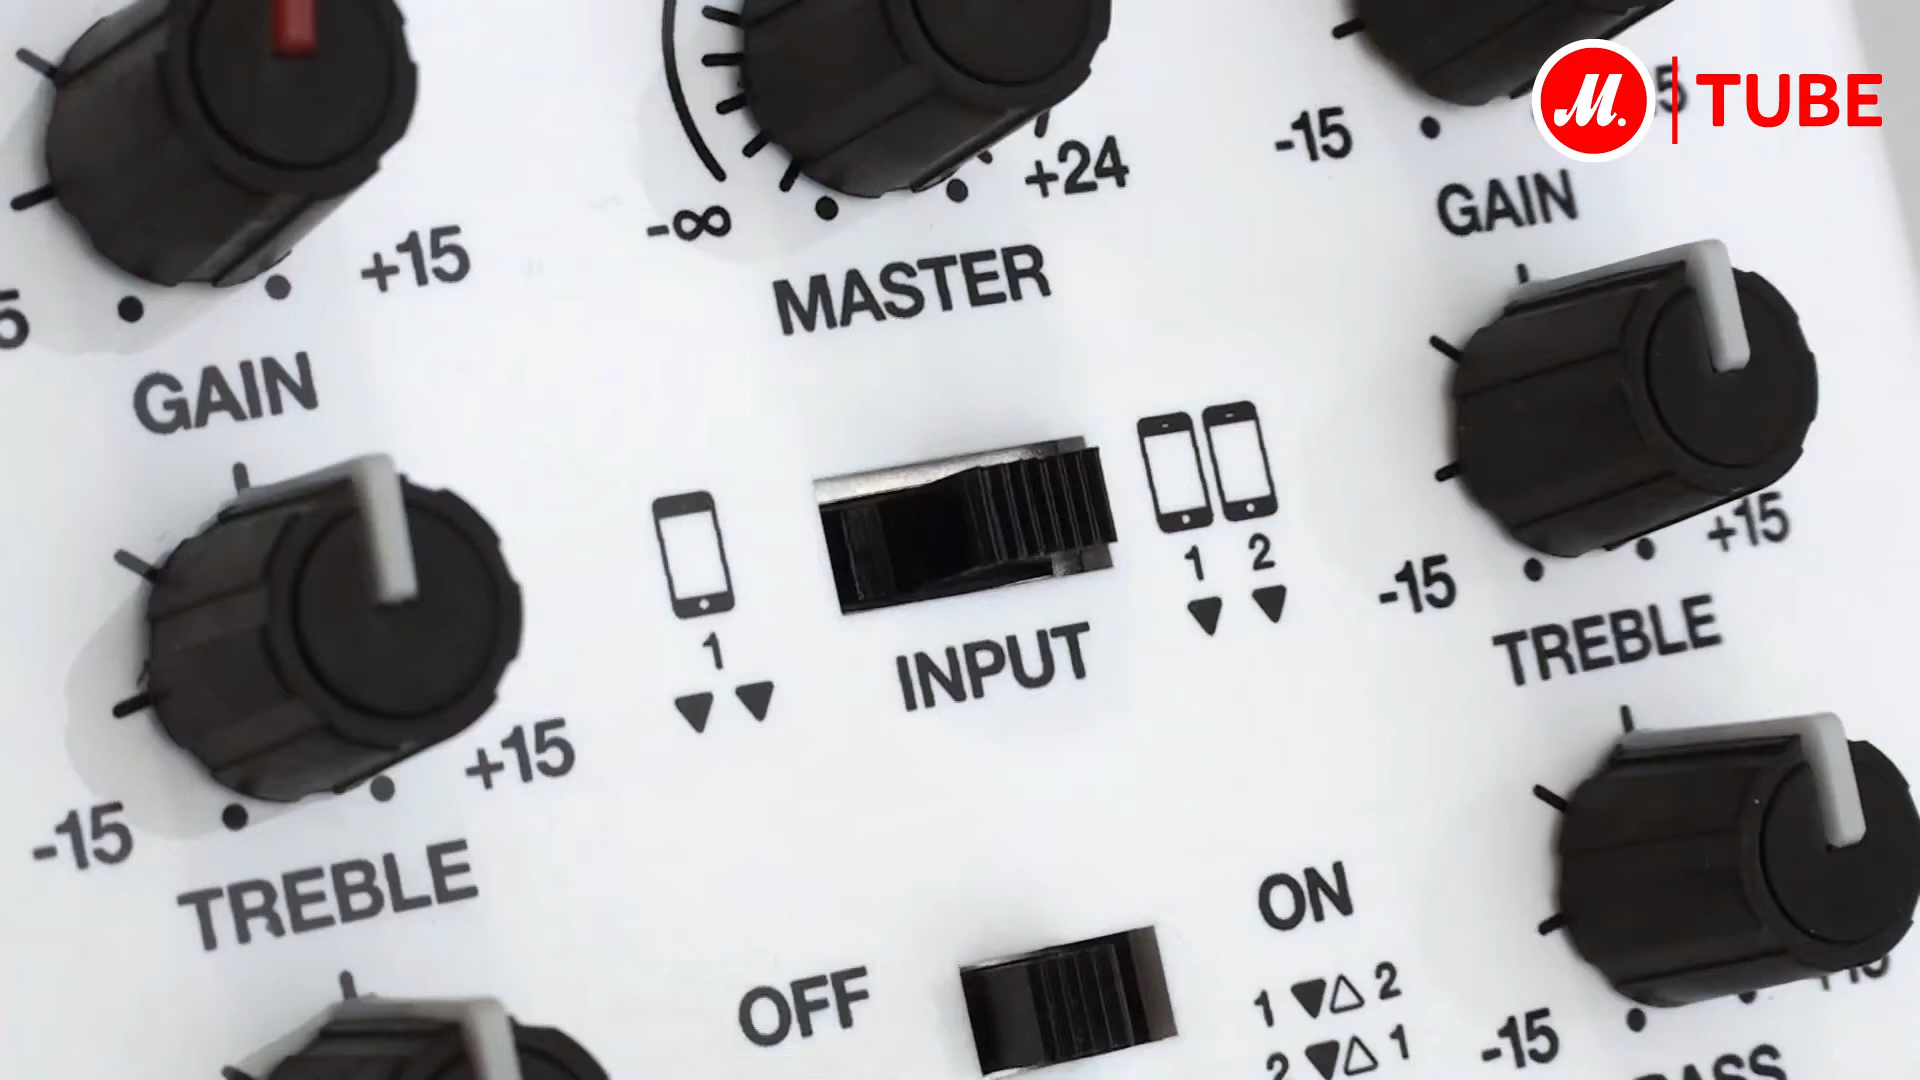 M. TUBE
-15
GAIN
-∞
+24
MASTER
+15
GAIN
1 2
-15
+15
TREBLE
1
INPUT
-15
+15
TREBLE
ON
OFF
1 ▼△ 2
2 ▼△ 1
-15